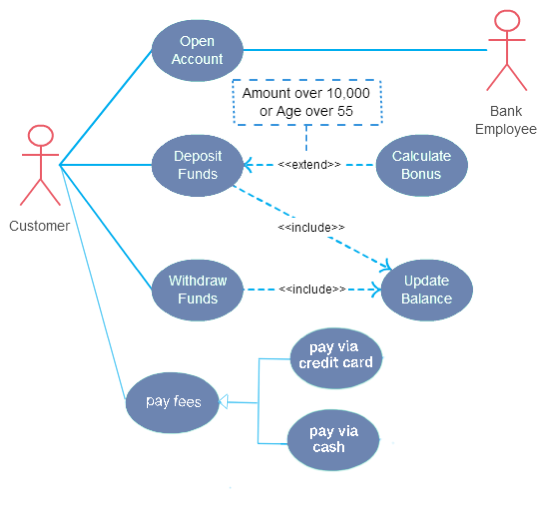 Open
Account
Bank
Employee
Amount over 10,000
or Age over 55
Customer
Deposit
Funds
<<extend>>
Calculate
Bonus
<<include>>
Withdraw
Funds
<<include>>
Update
Balance
pay via
credit card
pay fees
pay via
cash